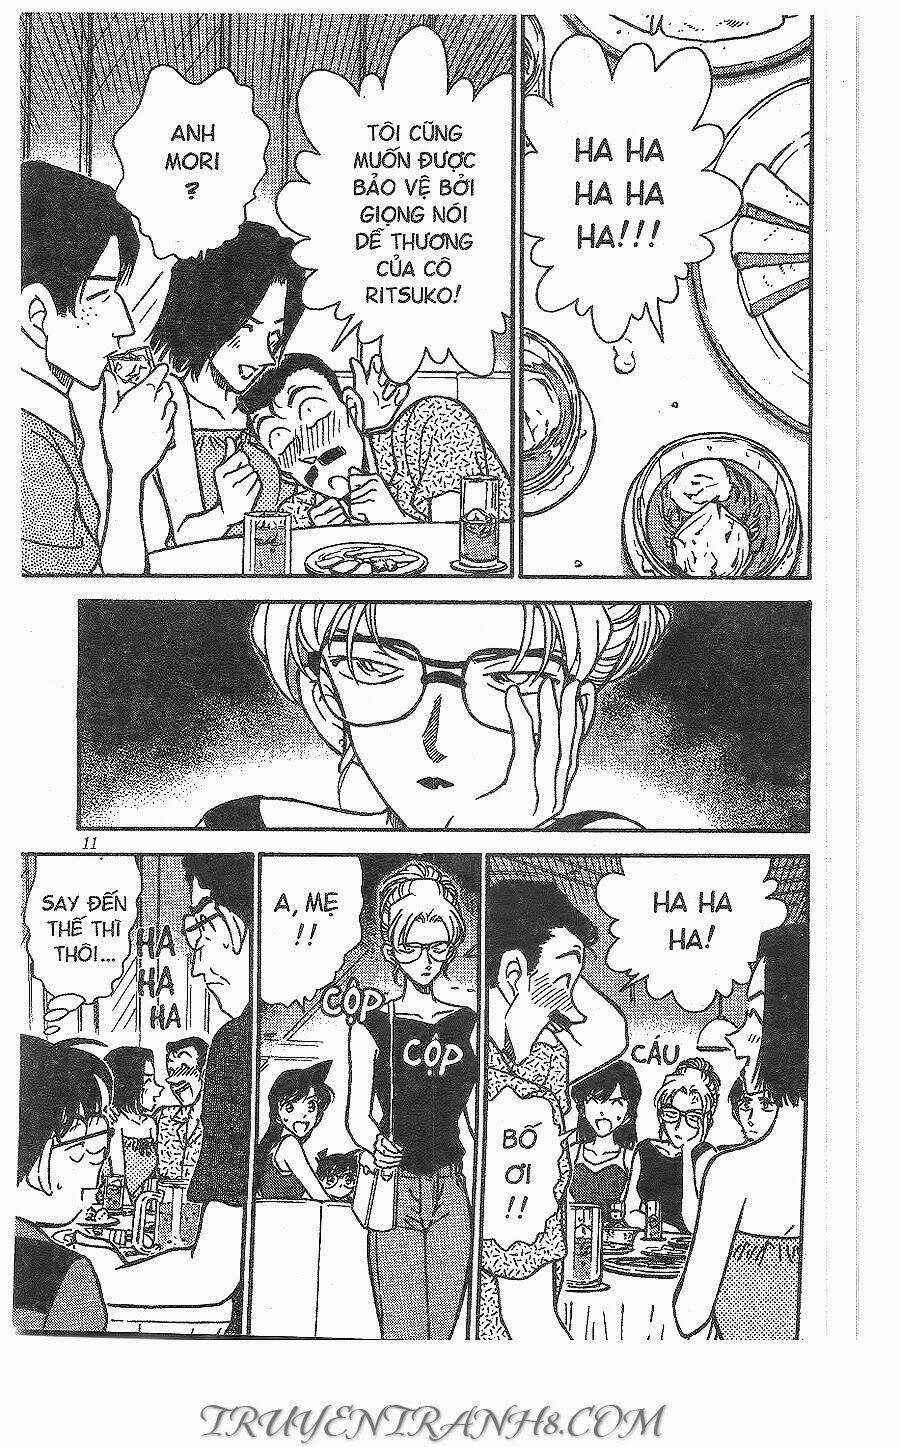 HA HA
HA HA
HA!!!
TÔI CŨNG
MUỐN ĐƯỢC
BẢO VỆ BỞI
GIỌNG NÓI
DỄ THƯƠNG
CỦA CÔ
RITSUKO!
ANH
MORI
?
11
HA HA
HA!
CÁU
BỐ
ƠI
!!
A, MẸ
!!
CỘP
CỘP
SAY ĐẾN
THẾ THÌ
THÔI...
HA
HA
HA
TRUYENTRANH8.COM